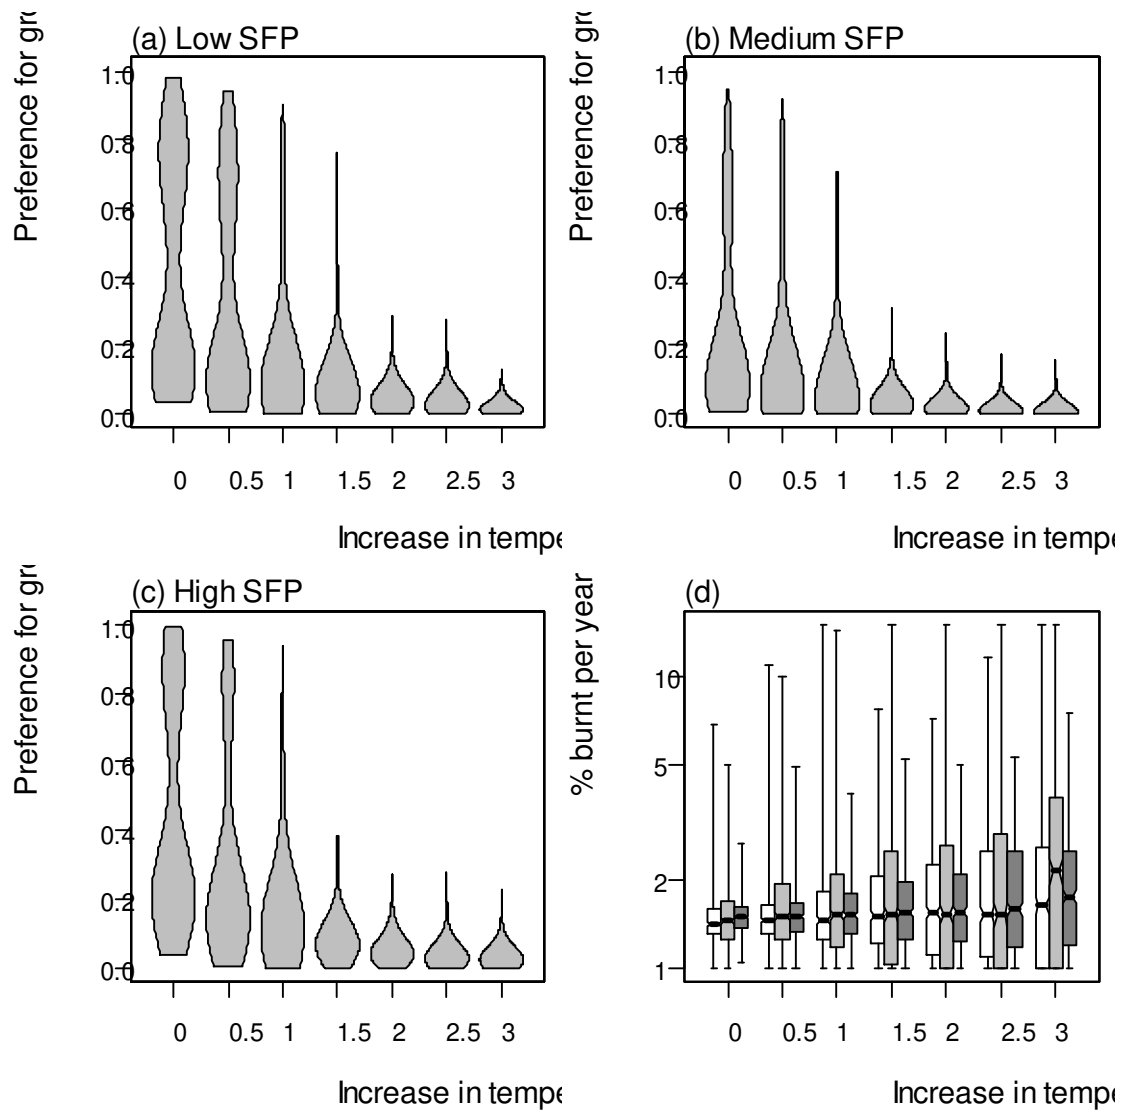 (a) Low SFP
Preference for gr
1.0
0.8
0.6
0.4
0.2
0.0
0 0.5 1 1.5 2 2.5 3
Increase in tempe
(b) Medium SFP
Preference for gr
1.0
0.8
0.6
0.4
0.2
0.0
0 0.5 1 1.5 2 2.5 3
Increase in tempe
(c) High SFP
Preference for gr
1.0
0.8
0.6
0.4
0.2
0.0
0 0.5 1 1.5 2 2.5 3
Increase in tempe
(d)
% burnt per year
10
5
2
1
0 0.5 1 1.5 2 2.5 3
Increase in tempe